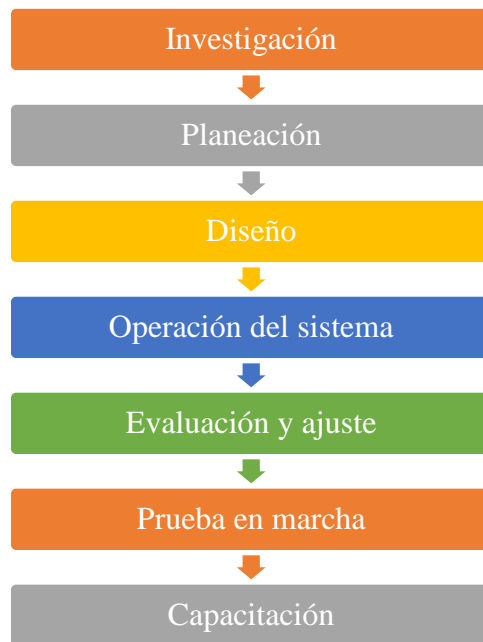 Investigación
Planeación
Diseño
Operación del sistema
Evaluación y ajuste
Prueba en marcha
Capacitación